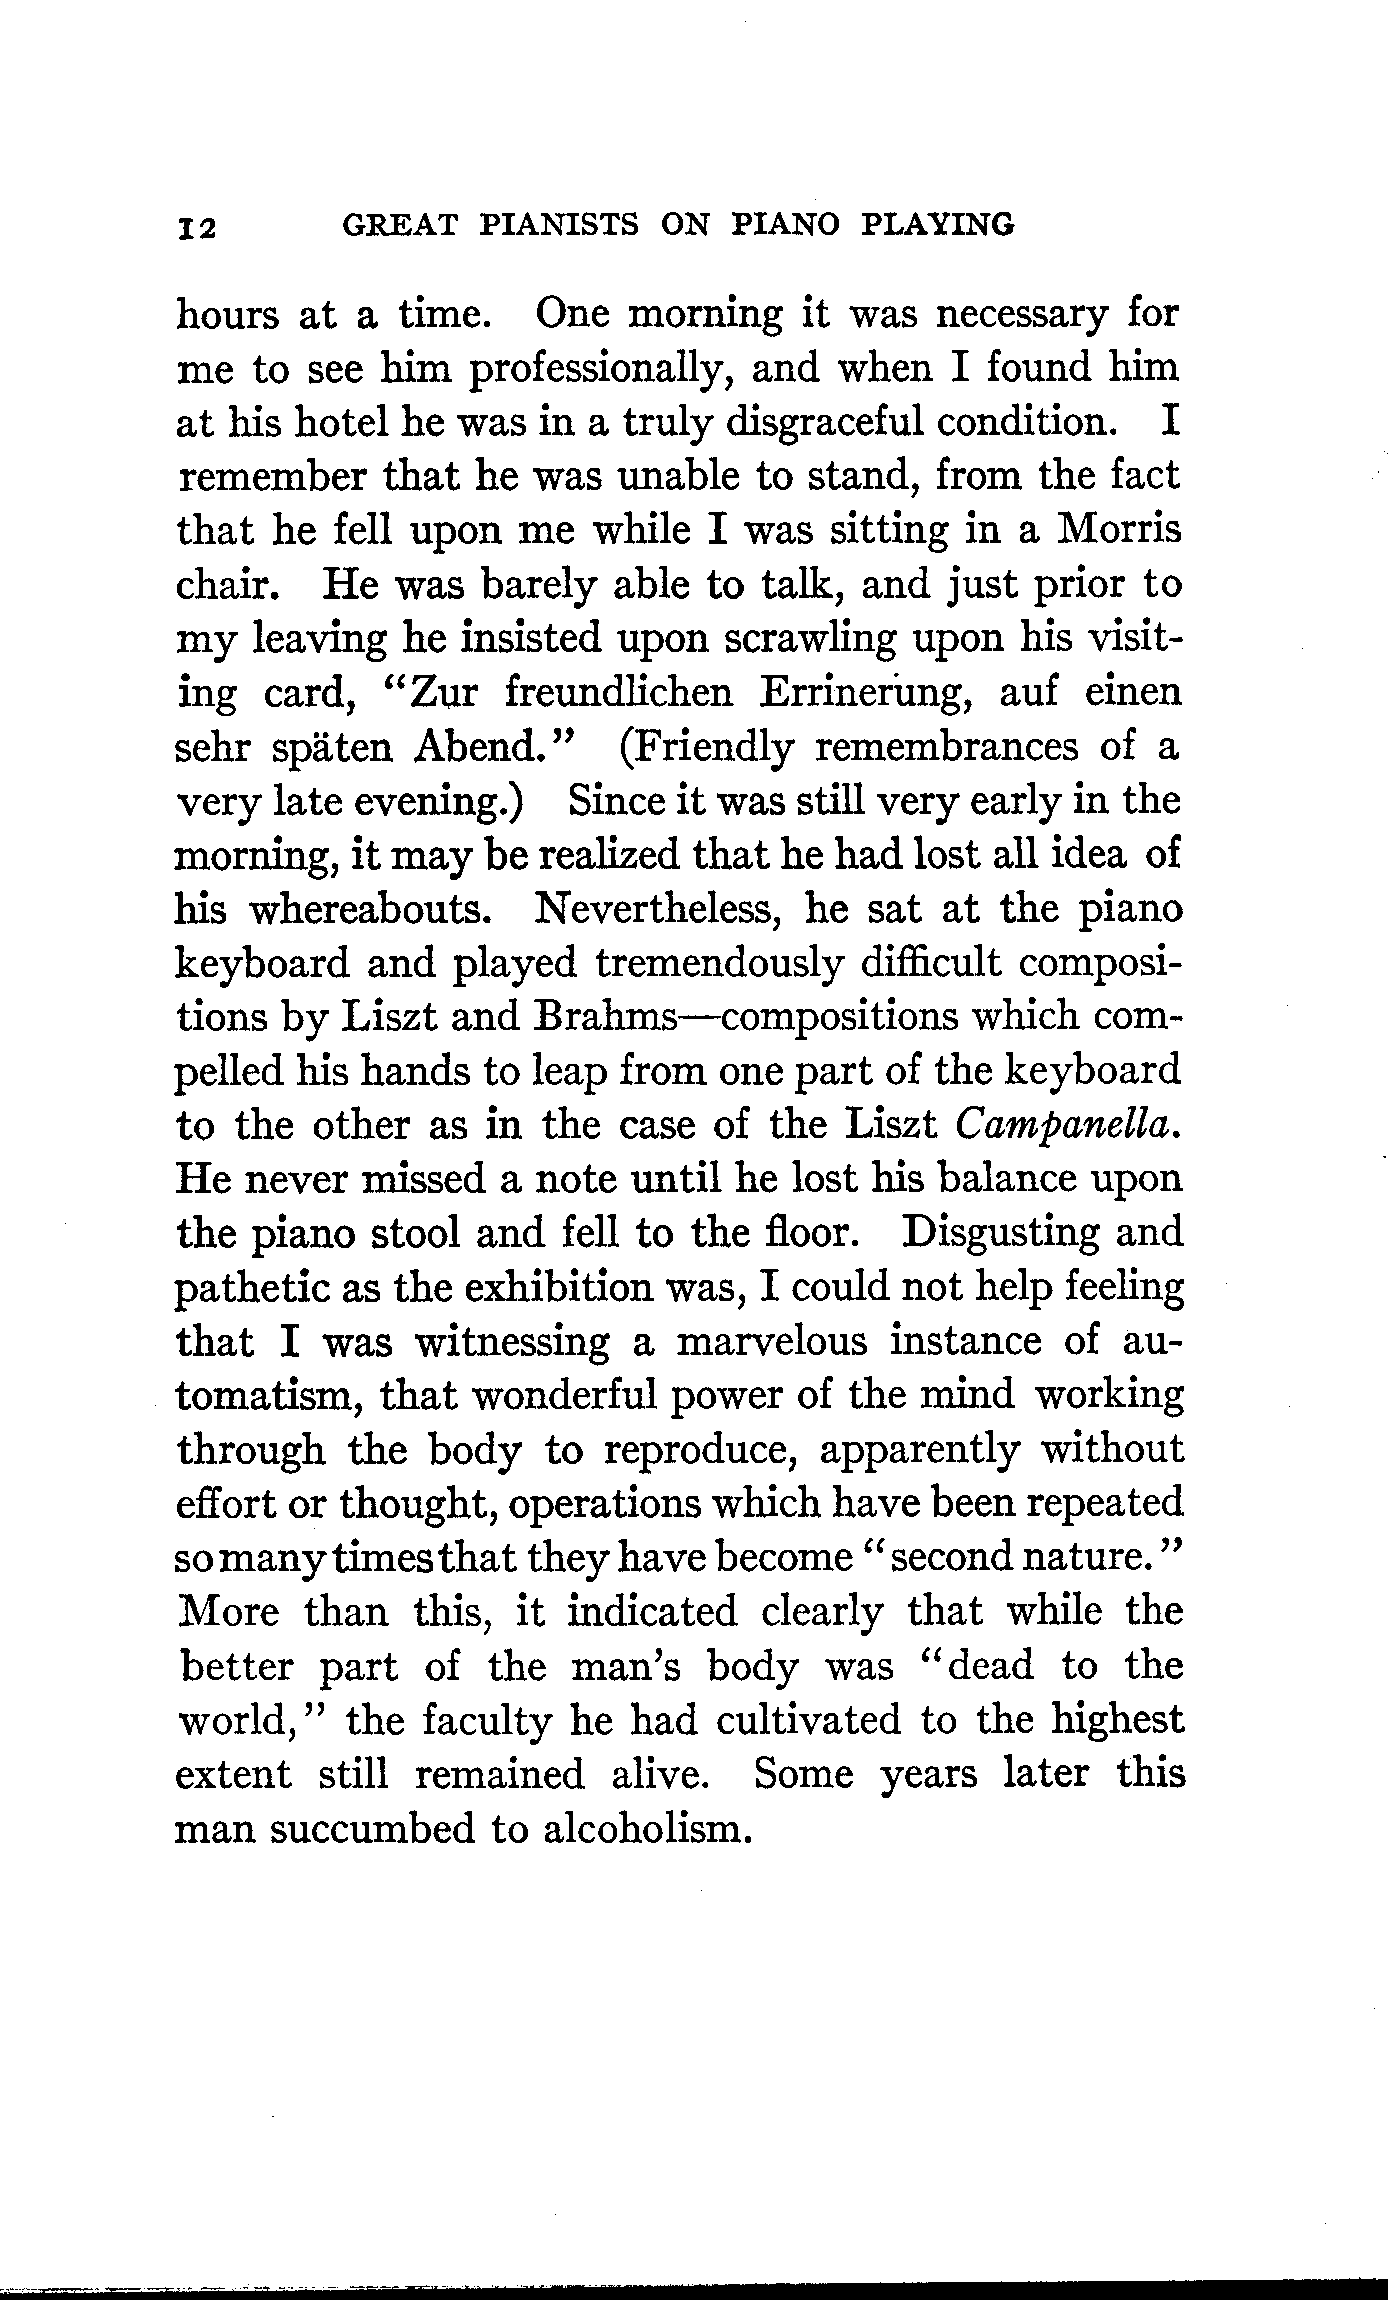 12 GREAT PIANISTS ON PIANO PLAYING
hours at a time. One morning it was necessary for
me to see him professionally, and when I found him
at his hotel he was in a truly disgraceful condition. I
remember that he was unable to stand, from the fact
that he fell upon me while I was sitting in a Morris
chair. He was barely able to talk, and just prior to
my leaving he insisted upon scrawling upon his visit-
ing card, "Zur freundlichen Errinerung, auf einen
sehr späten Abend." (Friendly remembrances of a
very late evening.) Since it was still very early in the
morning, it may be realized that he had lost all idea of
his whereabouts. Nevertheless, he sat at the piano
keyboard and played tremendously difficult composi-
tions by Liszt and Brahms—compositions which com-
pelled his hands to leap from one part of the keyboard
to the other as in the case of the Liszt Campanella.
He never missed a note until he lost his balance upon
the piano stool and fell to the floor. Disgusting and
pathetic as the exhibition was, I could not help feeling
that I was witnessing a marvelous instance of au-
tomatism, that wonderful power of the mind working
through the body to reproduce, apparently without
effort or thought, operations which have been repeated
so many times that they have become "second nature."
More than this, it indicated clearly that while the
better part of the man's body was "dead to the
world," the faculty he had cultivated to the highest
extent still remained alive. Some years later this
man succumbed to alcoholism.